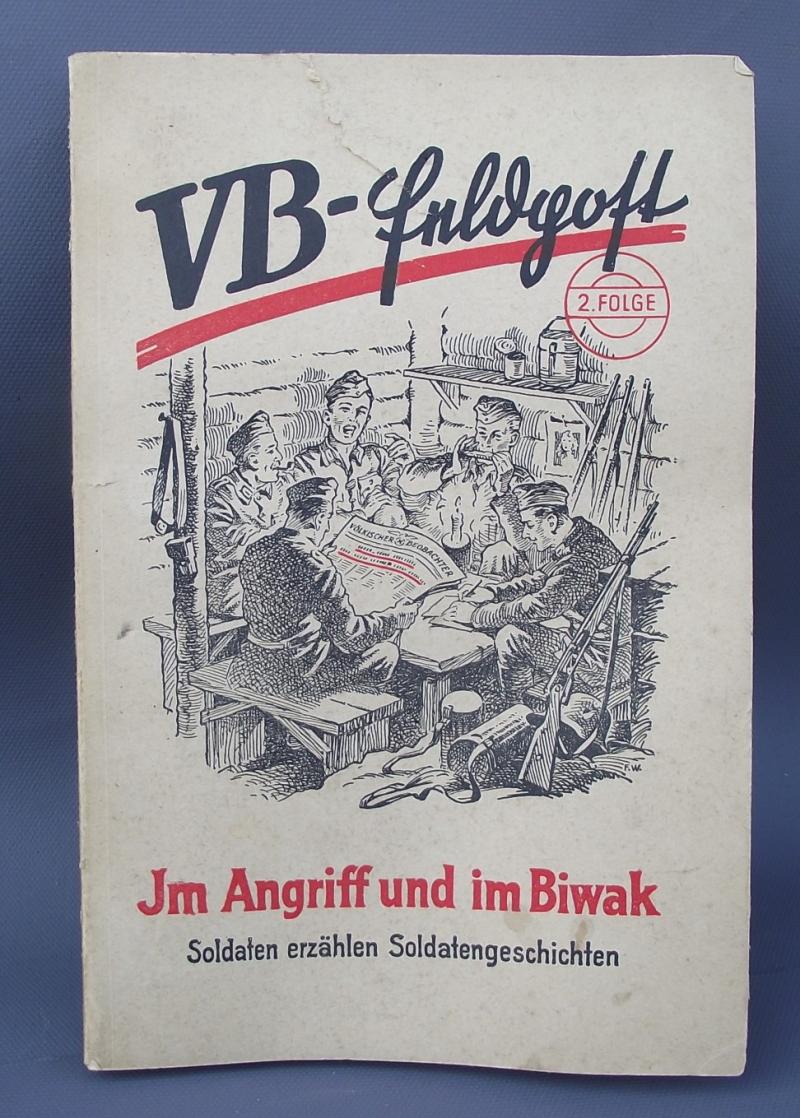 VB-Feldpost
2. FOLGE
VÖLKISCHER BEOBACHTER
F.W.
Jm Angriff und im Biwak
Soldaten erzählen Soldatengeschichten